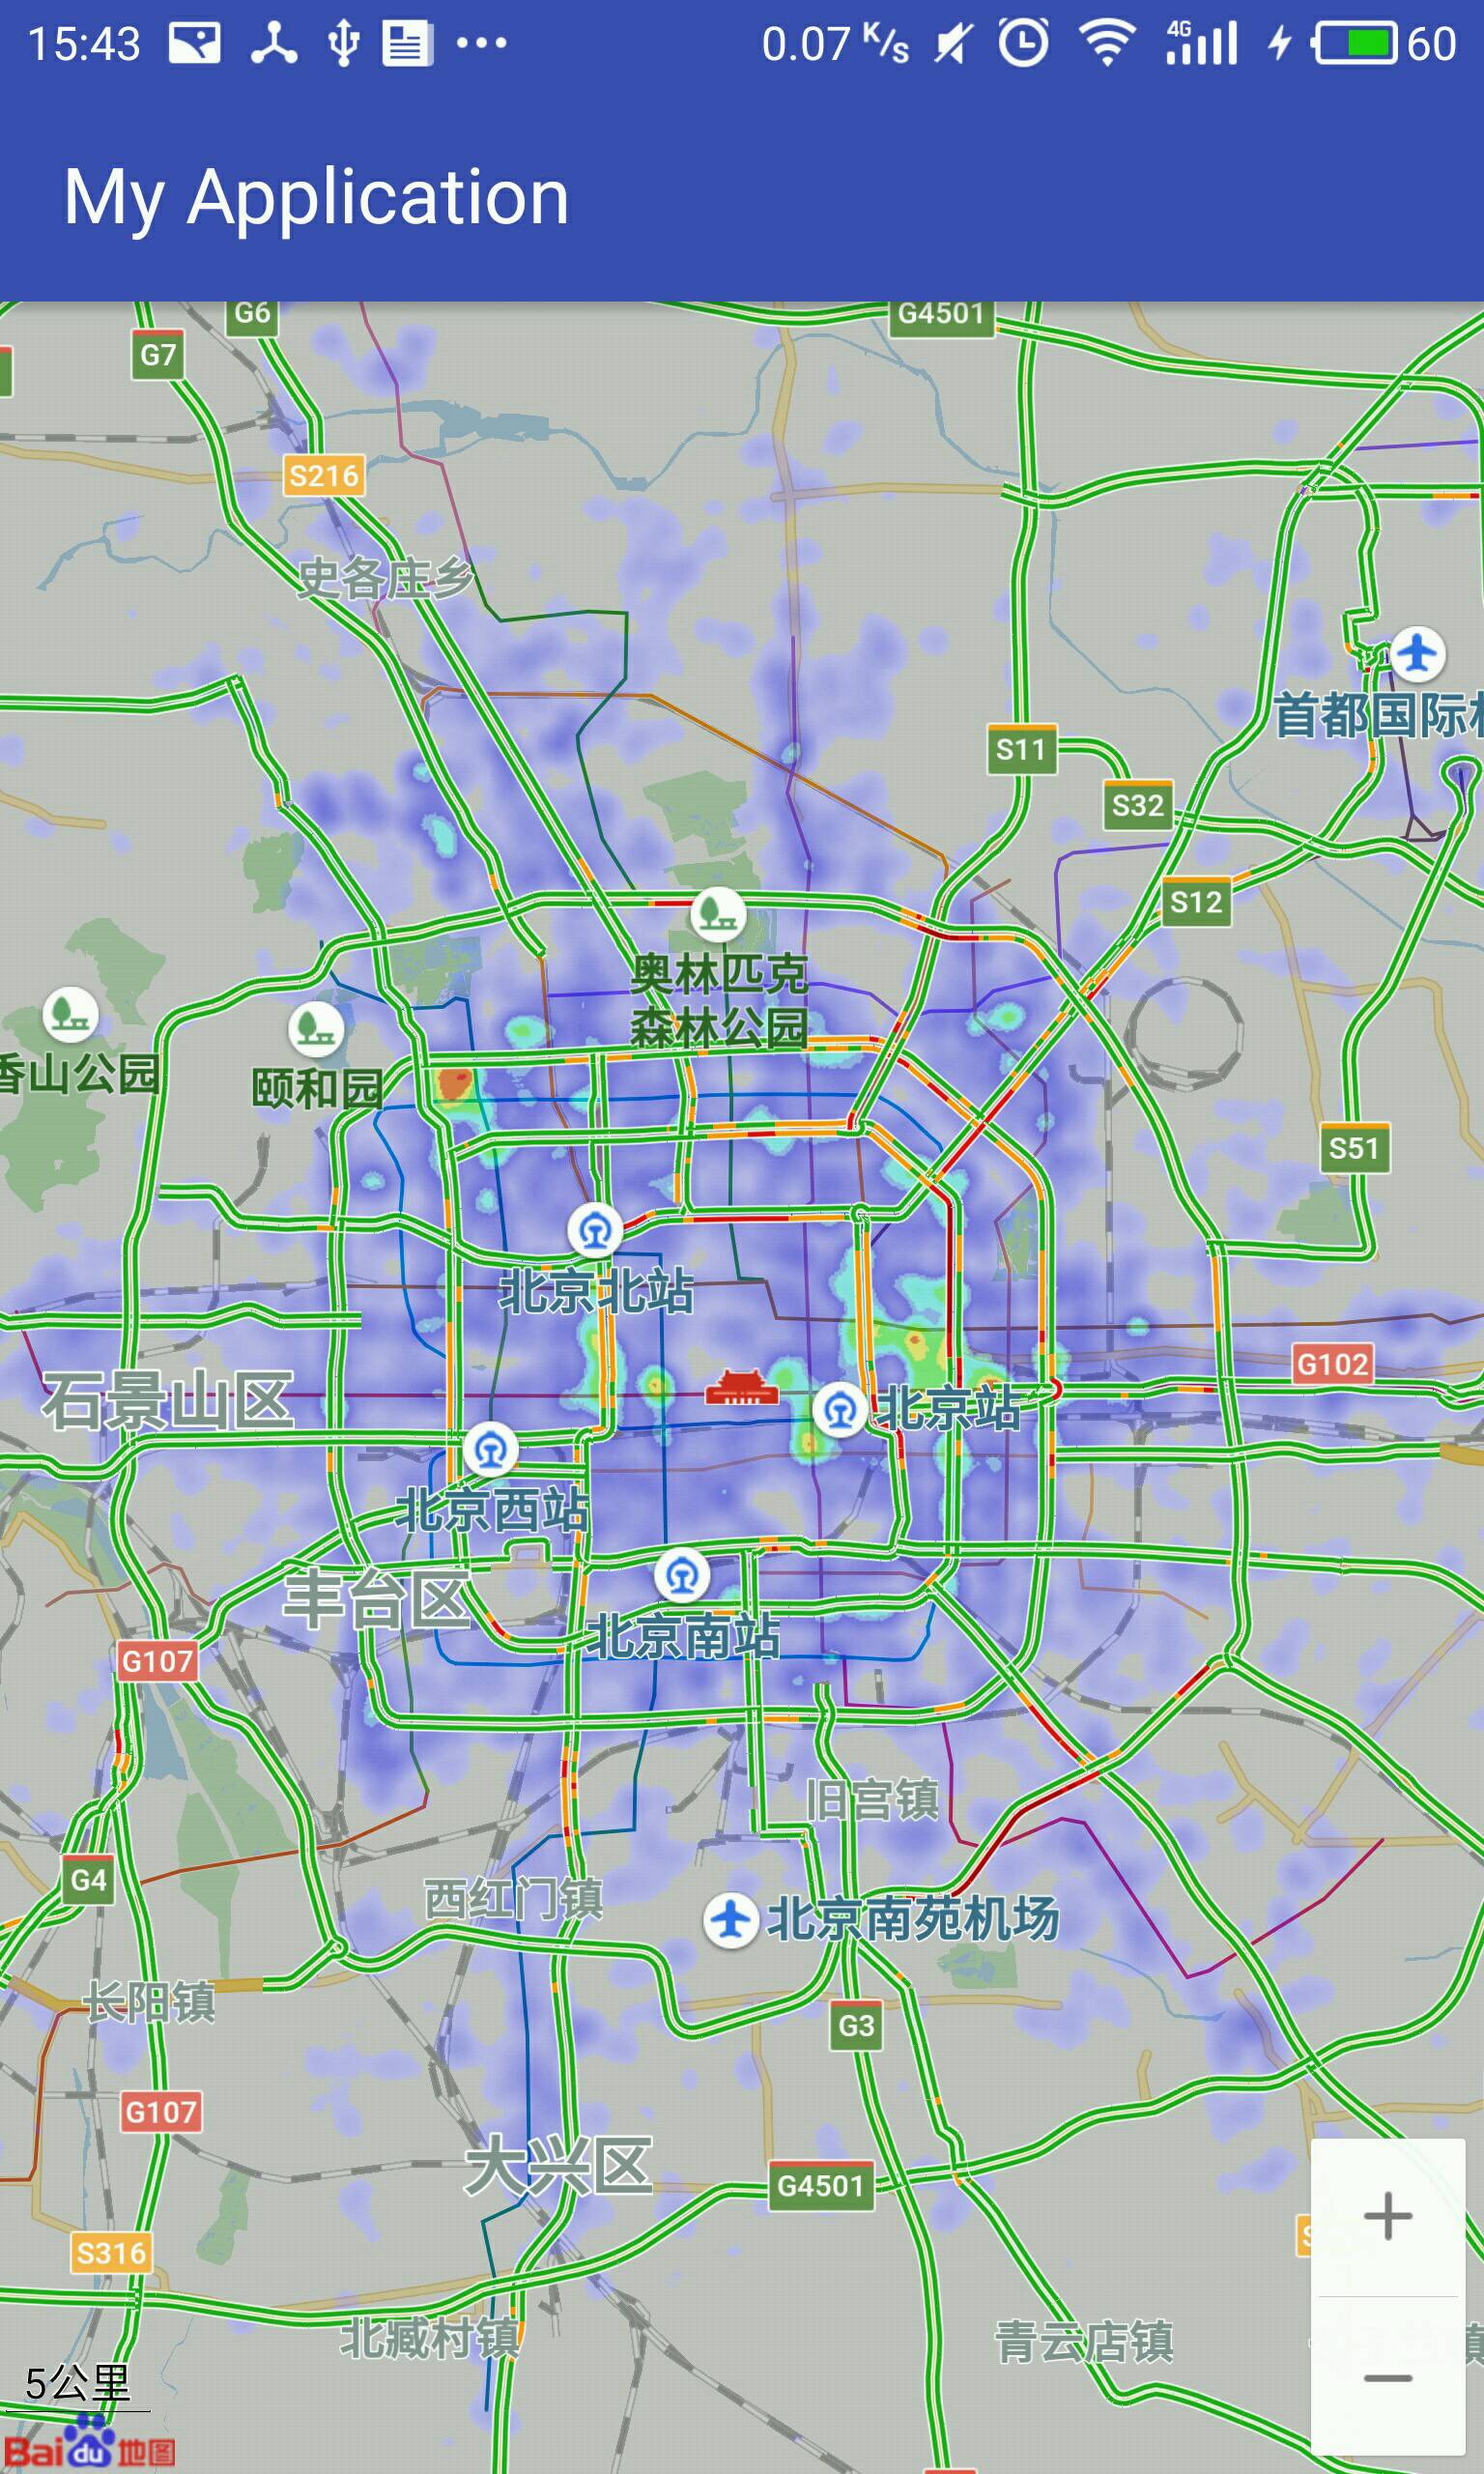 15:43
0.07 K/s
4G
60
My Application
G6
G4501
G7
S216
史各庄乡
首都国际机
S11
S32
S12
奥林匹克
森林公园
香山公园
颐和园
S51
北京北站
G102
石景山区
北京站
北京西站
丰台区
北京南站
G107
旧宫镇
G4
西红门镇
北京南苑机场
长阳镇
G3
G107
大兴区
G4501
S316
北臧村镇
青云店镇
镇
5公里
Baidu地图